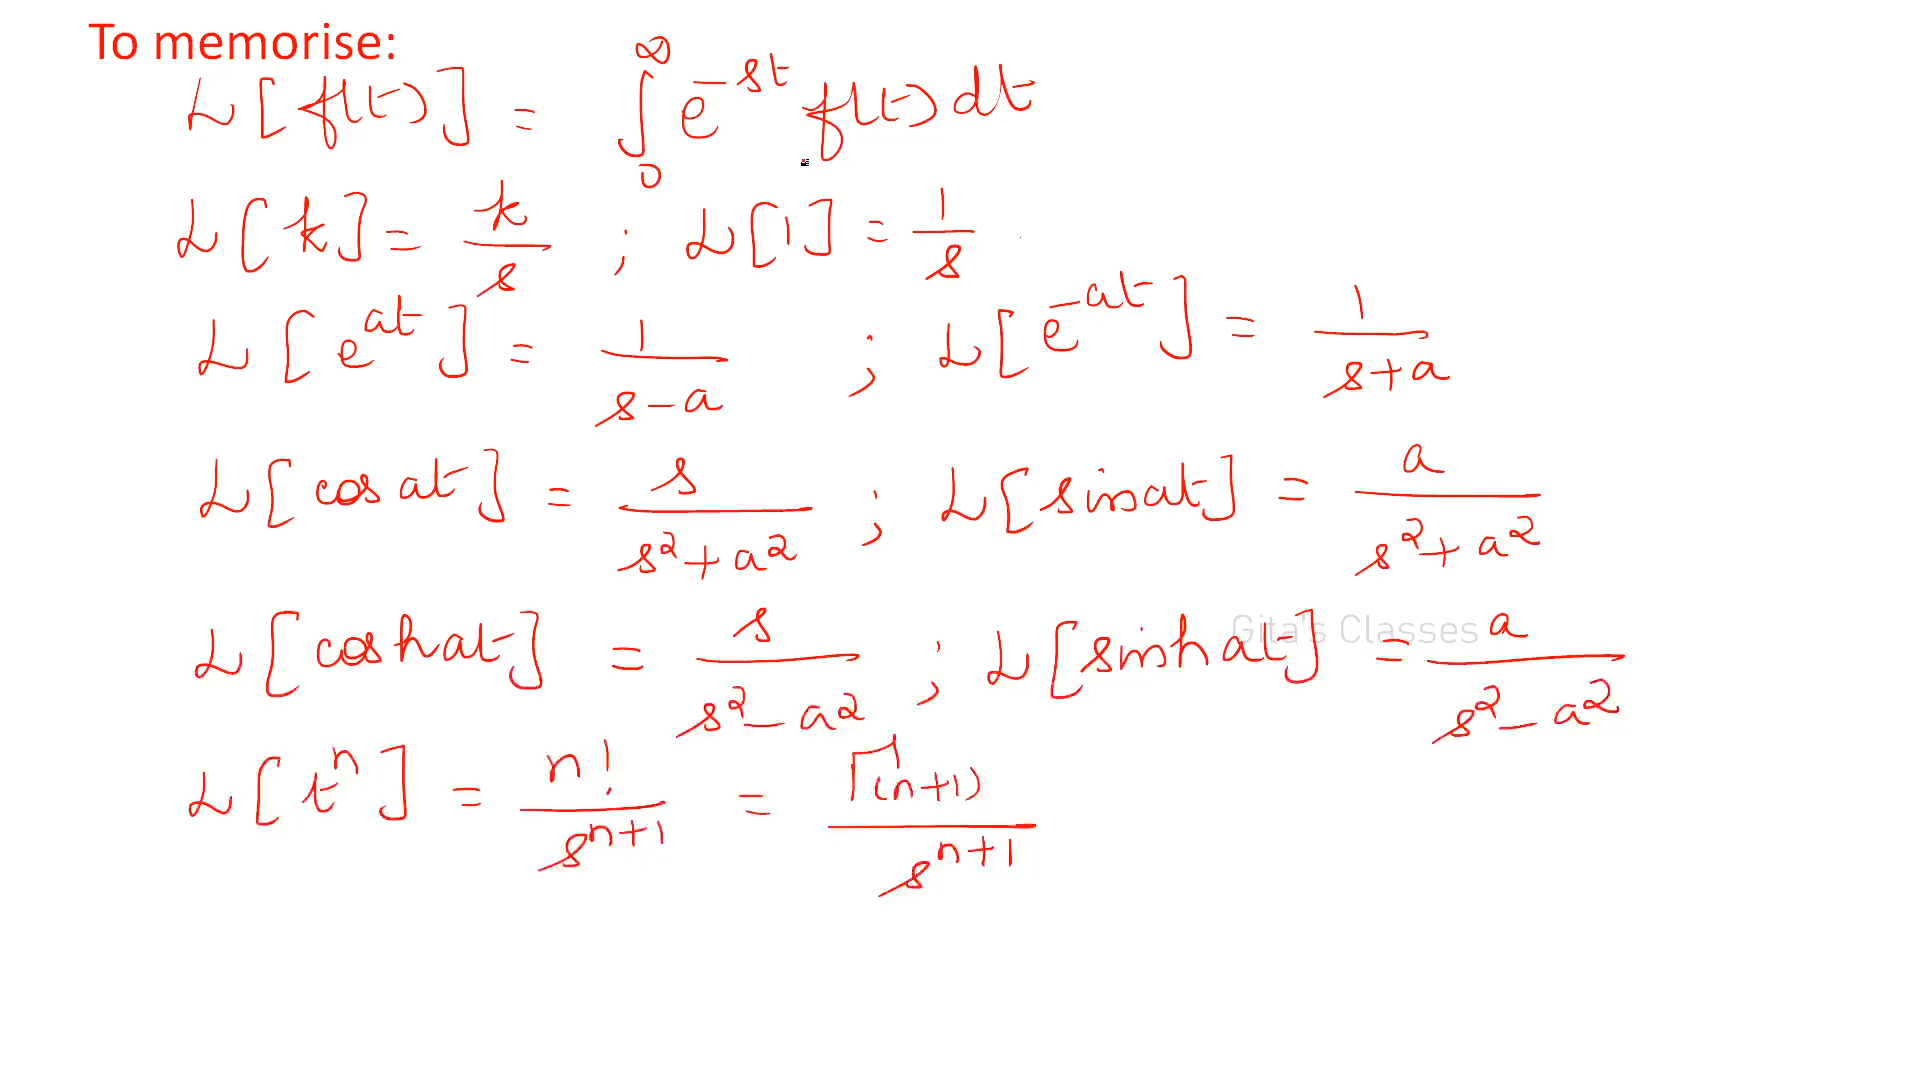 To memorise:
L[f(t)] = ∫₀^∞ e^{-st} f(t) dt
L[k] = k/s ; L[1] = 1/s
L[e^{at}] = 1/(s-a) ; L[e^{-at}] = 1/(s+a)
L[cos at] = s/(s²+a²) ; L[sin at] = a/(s²+a²)
Gita's Classes
L[cosh at] = s/(s²-a²) ; L[sinh at] = a/(s²-a²)
L[t^n] = n!/s^{n+1} = Γ(n+1)/s^{n+1}